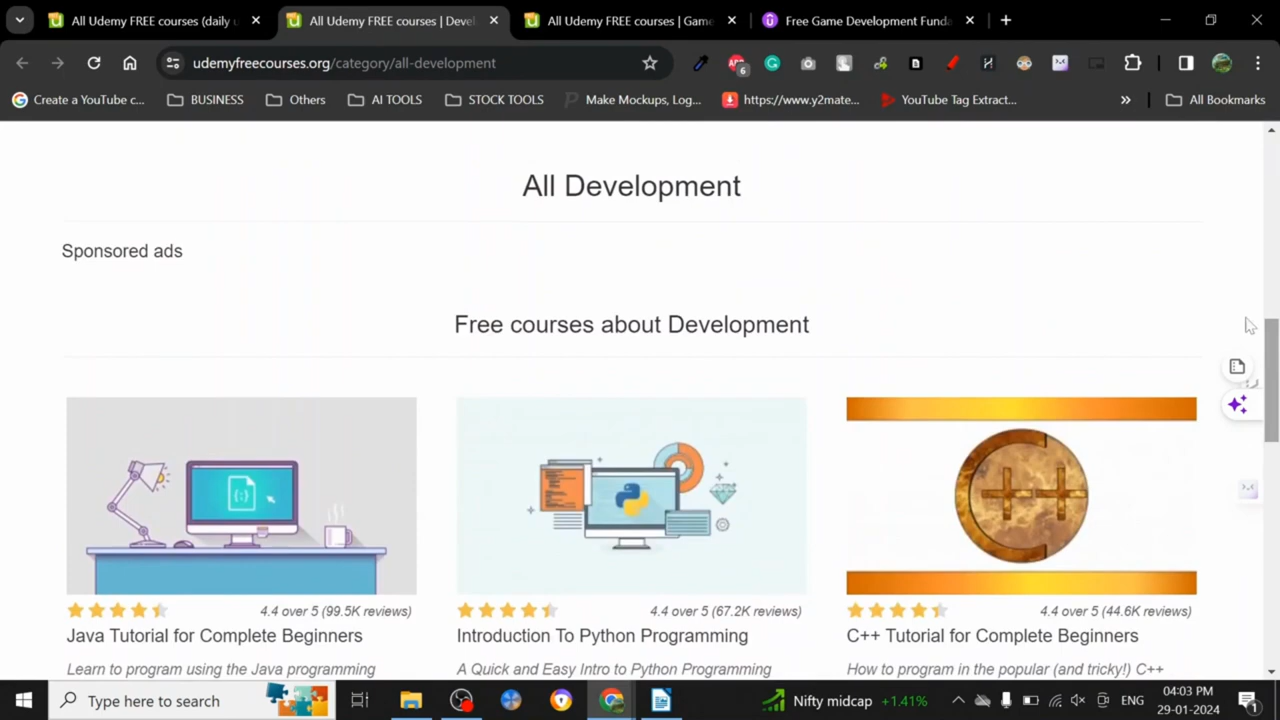 All Udemy FREE courses (daily u
All Udemy FREE courses | Devel
All Udemy FREE courses | Game
Free Game Development Funda
udemyfreecourses.org/category/all-development
6
Create a YouTube c...
BUSINESS
Others
AI TOOLS
STOCK TOOLS
Make Mockups, Log...
https://www.y2mate...
YouTube Tag Extract...
»
All Bookmarks
All Development
Sponsored ads
Free courses about Development
C++
4.4 over 5 (99.5K reviews)
4.4 over 5 (67.2K reviews)
4.4 over 5 (44.6K reviews)
Java Tutorial for Complete Beginners
Introduction To Python Programming
C++ Tutorial for Complete Beginners
Learn to program using the Java programming
A Quick and Easy Intro to Python Programming
How to program in the popular (and tricky!) C++
Type here to search
Nifty midcap +1.41%
ENG
04:03 PM
29-01-2024
1